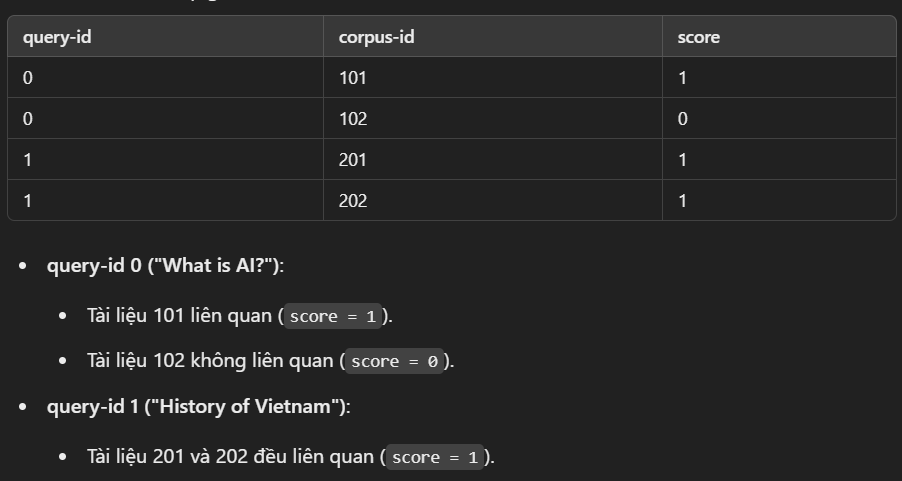 query-id corpus-id score
0 101 1
0 102 0
1 201 1
1 202 1
query-id 0 ("What is AI?"):
Tài liệu 101 liên quan (score = 1).
Tài liệu 102 không liên quan (score = 0).
query-id 1 ("History of Vietnam"):
Tài liệu 201 và 202 đều liên quan (score = 1).